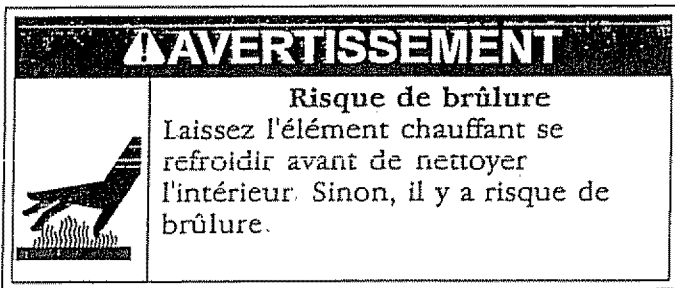 AVERTISSEMENT
Risque de brûlure
Laissez l'élément chauffant se
refroidir avant de nettoyer
l'intérieur. Sinon, il y a risque de
brûlure.